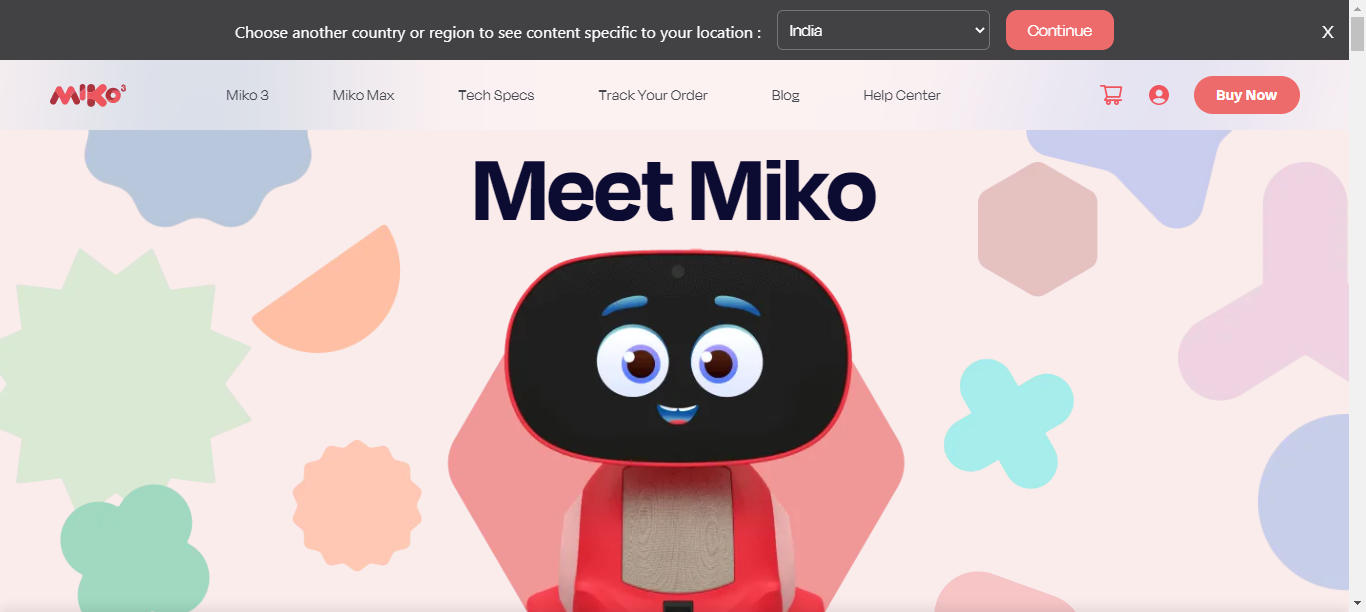 Choose another country or region to see content specific to your location :
India
Continue
X
MIKO3
Miko 3
Miko Max
Tech Specs
Track Your Order
Blog
Help Center
Buy Now
Meet Miko